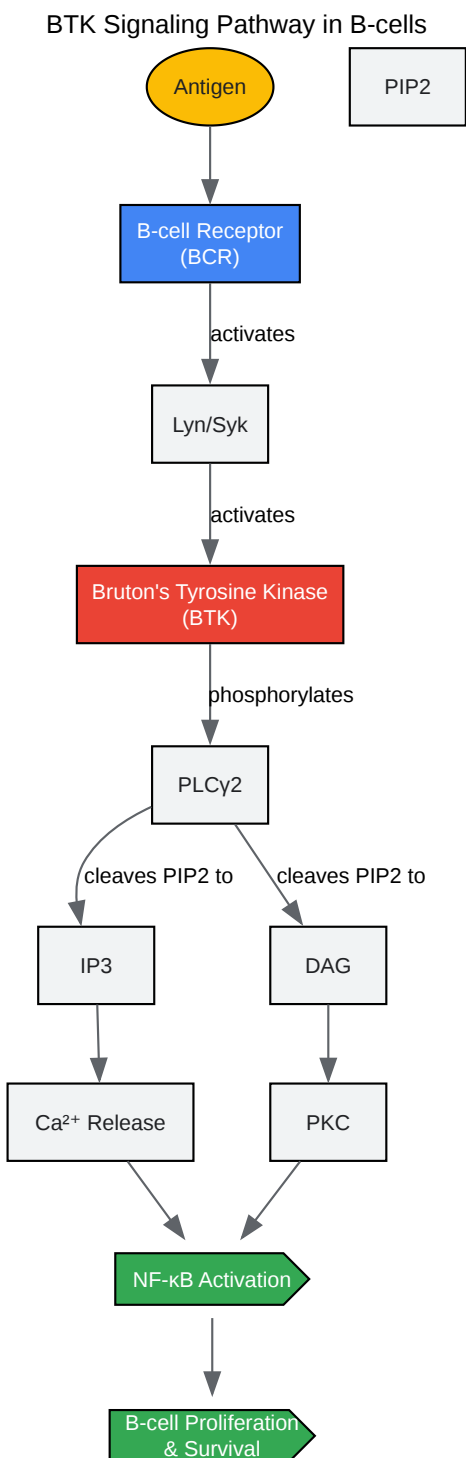 BTK Signaling Pathway in B-cells
Antigen
PIP2
B-cell Receptor
(BCR)
activates
Lyn/Syk
activates
Bruton's Tyrosine Kinase
(BTK)
phosphorylates
PLCγ2
cleaves PIP2 to
cleaves PIP2 to
IP3
DAG
Ca²⁺ Release
PKC
NF-κB Activation
B-cell Proliferation
& Survival